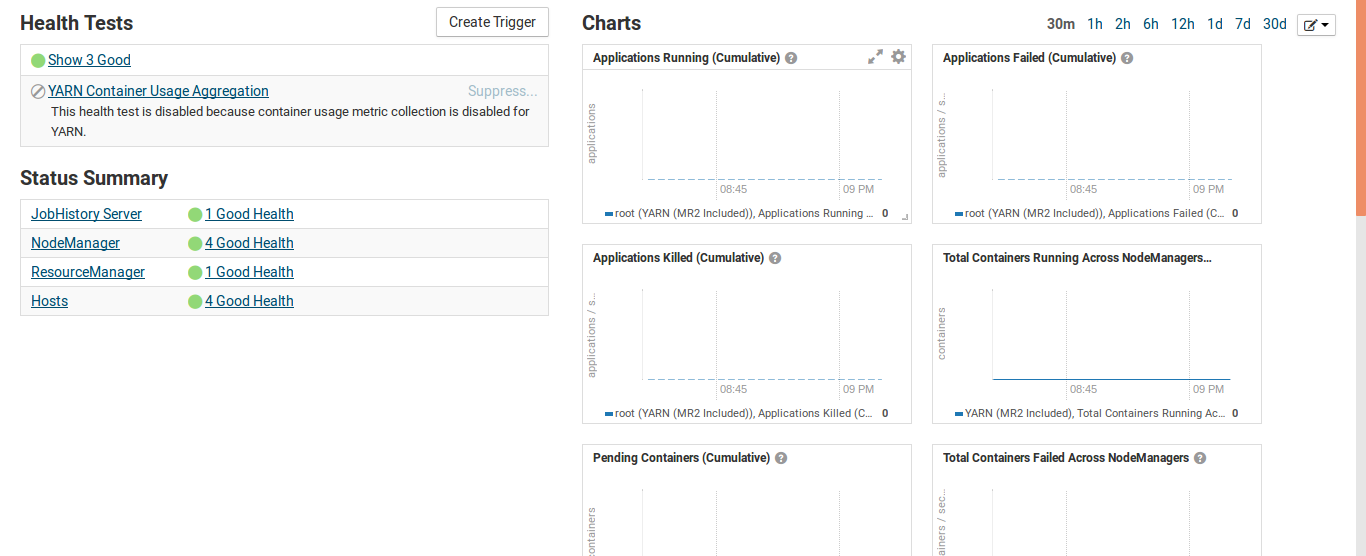 Health Tests
Create Trigger
Show 3 Good
YARN Container Usage Aggregation
Suppress...
This health test is disabled because container usage metric collection is disabled for
YARN.
Status Summary
JobHistory Server
1 Good Health
NodeManager
4 Good Health
ResourceManager
1 Good Health
Hosts
4 Good Health
Charts
30m 1h 2h 6h 12h 1d 7d 30d
Applications Running (Cumulative)
applications
08:45
09 PM
root (YARN (MR2 Included)), Applications Running ... 0
Applications Failed (Cumulative)
applications / s...
08:45
09 PM
root (YARN (MR2 Included)), Applications Failed (C... 0
Applications Killed (Cumulative)
applications / s...
08:45
09 PM
root (YARN (MR2 Included)), Applications Killed (C... 0
Total Containers Running Across NodeManagers...
containers
08:45
09 PM
YARN (MR2 Included), Total Containers Running Ac... 0
Pending Containers (Cumulative)
containers
Total Containers Failed Across NodeManagers
ainers / sec...